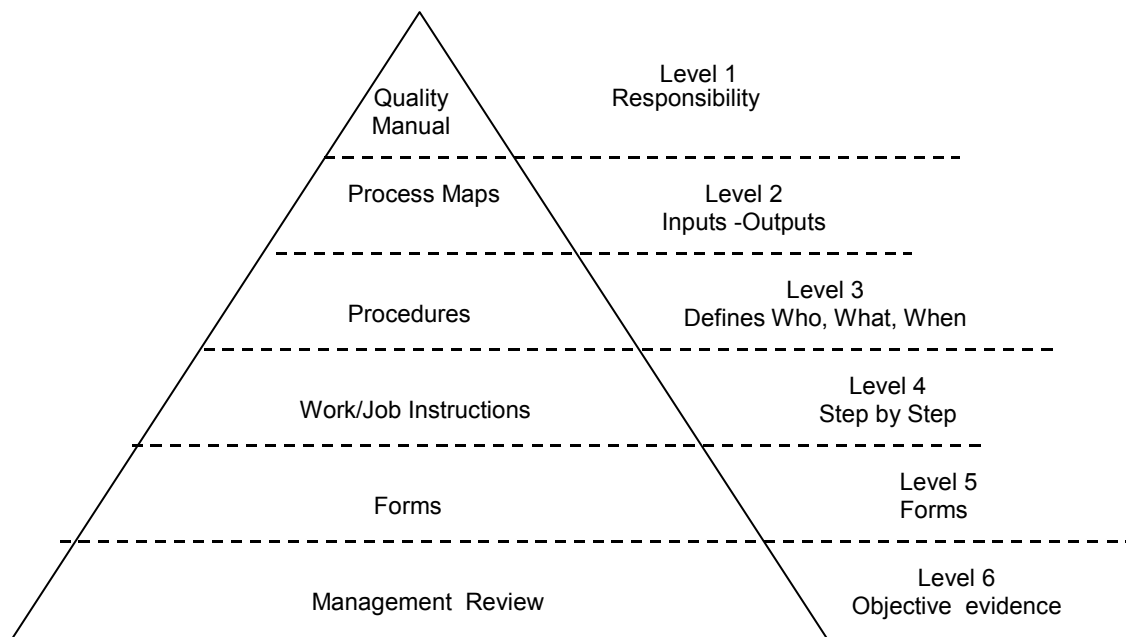 Quality
Manual
Level 1
Responsibility
Process Maps
Level 2
Inputs -Outputs
Procedures
Level 3
Defines Who, What, When
Work/Job Instructions
Level 4
Step by Step
Forms
Level 5
Forms
Management Review
Level 6
Objective evidence